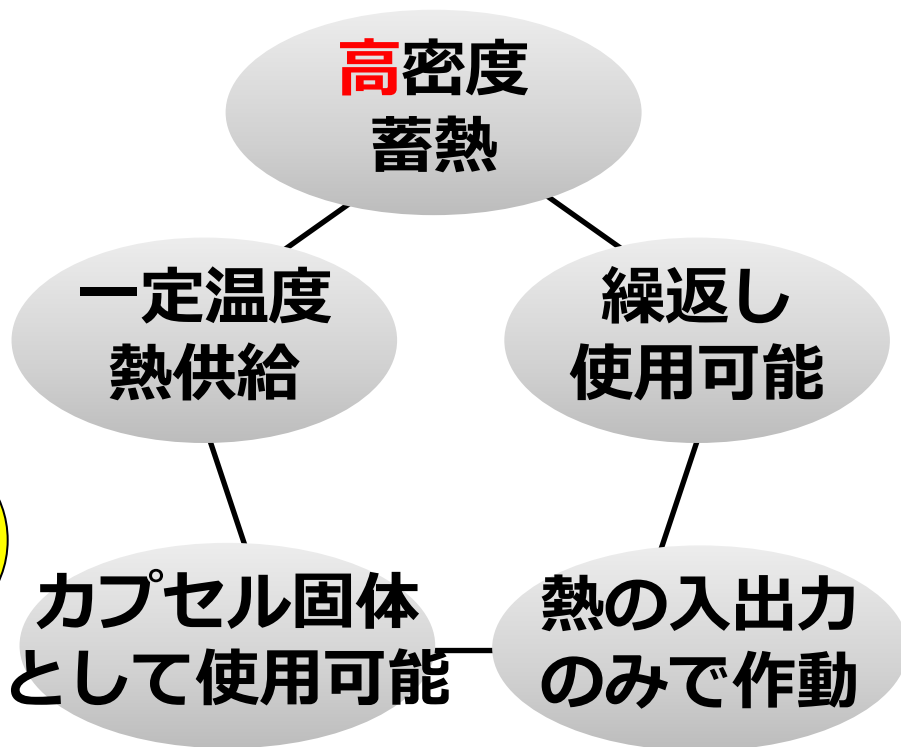 高密度
蓄熱
一定温度
熱供給
繰返し
使用可能
カプセル固体
として使用可能
熱の入出力
のみで作動